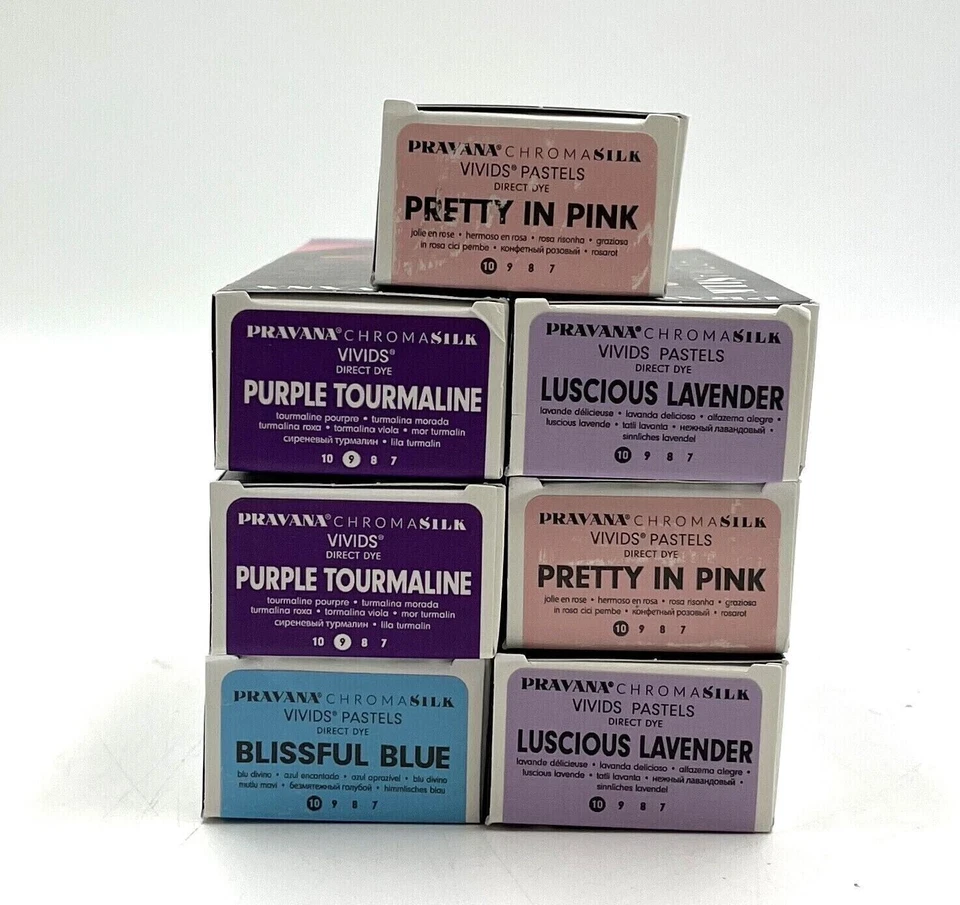 PRAVANA® CHROMASILK
VIVIDS® PASTELS
DIRECT DYE
PRETTY IN PINK
jolie en rose • hermoso en rosa • rosa risonha • graziosa
in rosa cici pembe • конфетный розовый • rosarot
10 9 8 7
PRAVANA® CHROMASILK
VIVIDS®
DIRECT DYE
PURPLE TOURMALINE
tourmaline pourpre • turmalina morada
turmalina roxa • tormalina viola • mor turmalin
сиреневый турмалин • lila turmalin
10 9 8 7
PRAVANA® CHROMASILK
VIVIDS PASTELS
DIRECT DYE
LUSCIOUS LAVENDER
lavande délicieuse • lavanda delicioso • alfazema alegre •
luscious lavende • tatli lavanta • нежный лавандовый •
sinnliches lavendel
10 9 8 7
PRAVANA® CHROMASILK
VIVIDS®
DIRECT DYE
PURPLE TOURMALINE
tourmaline pourpre • turmalina morada
turmalina roxa • tormalina viola • mor turmalin
сиреневый турмалин • lila turmalin
10 9 8 7
PRAVANA® CHROMASILK
VIVIDS® PASTELS
DIRECT DYE
PRETTY IN PINK
jolie en rose • hermoso en rosa • rosa risonha • graziosa
in rosa cici pembe • конфетный розовый • rosarot
10 9 8 7
PRAVANA® CHROMASILK
VIVIDS® PASTELS
DIRECT DYE
BLISSFUL BLUE
blu divino • azul encantada • azul aprazível • blu divino
mutlu mavi • безмятежный голубой • himmlisches blau
10 9 8 7
PRAVANA® CHROMASILK
VIVIDS PASTELS
DIRECT DYE
LUSCIOUS LAVENDER
lavande délicieuse • lavanda delicioso • alfazema alegre •
luscious lavende • tatli lavanta • нежный лавандовый •
sinnliches lavendel
10 9 8 7